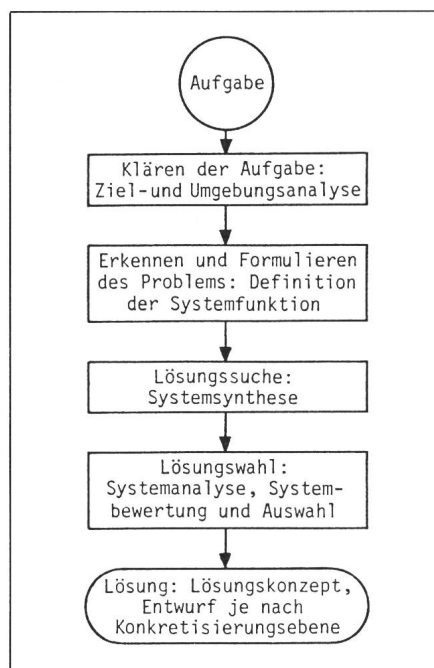 Aufgabe
Klären der Aufgabe:
Ziel-und Umgebungsanalyse
Erkennen und Formulieren
des Problems: Definition
der Systemfunktion
Lösungssuche:
Systemsynthese
Lösungswahl:
Systemanalyse, System-
bewertung und Auswahl
Lösung: Lösungskonzept,
Entwurf je nach
Konkretisierungsebene